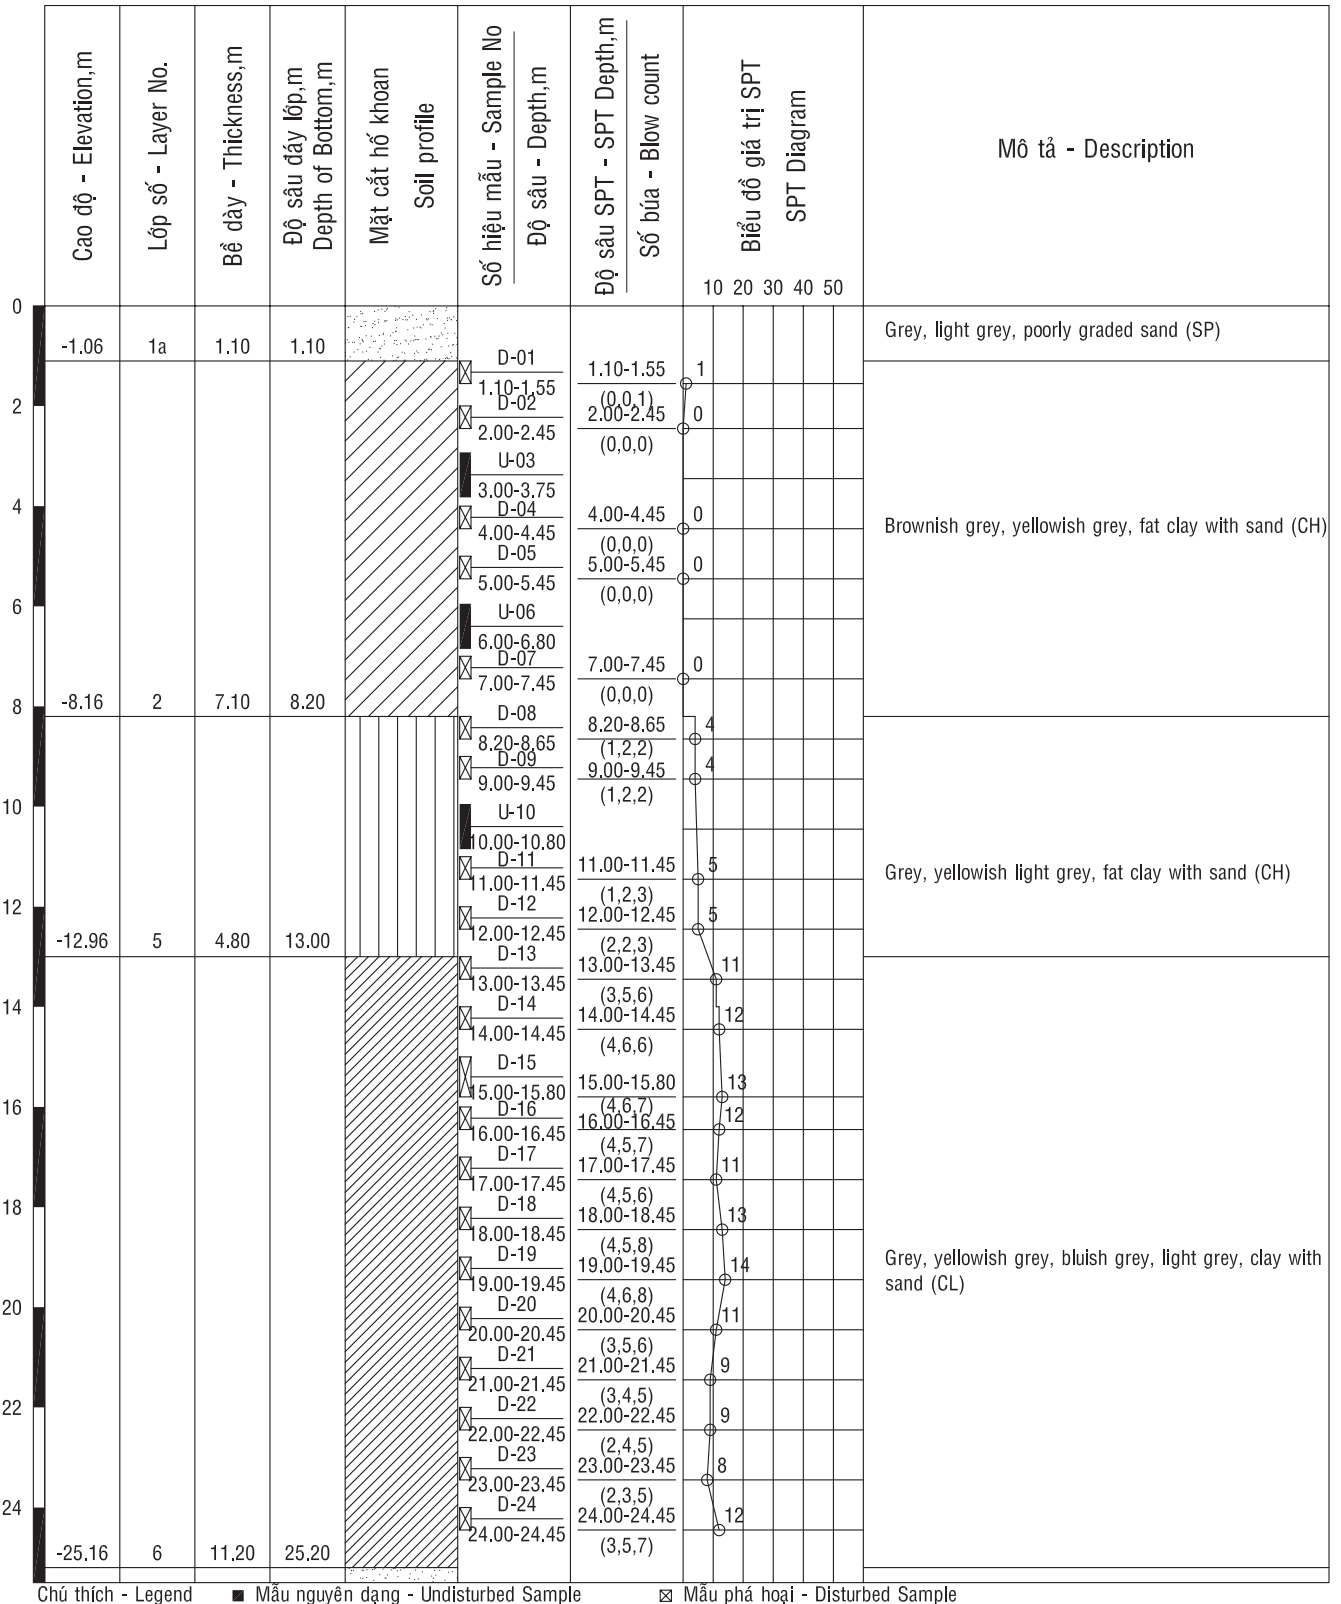 Cao độ - Elevation,m
Lớp số - Layer No.
Bề dày - Thickness,m
Độ sâu đáy lớp,m
Depth of Bottom,m
Mặt cắt hố khoan
Soil profile
Số hiệu mẫu - Sample No
Độ sâu - Depth,m
Độ sâu SPT - SPT Depth,m
Số búa - Blow count
Biểu đồ giá trị SPT
SPT Diagram
10 20 30 40 50
Mô tả - Description
0
Grey, light grey, poorly graded sand (SP)
-1.06 1a 1.10 1.10
D-01
1.10-1.55
1.10-1.55
(0,0,1)
1
2
D-02
2.00-2.45
2.00-2.45
(0,0,0)
0
U-03
3.00-3.75
4
D-04
4.00-4.45
4.00-4.45
(0,0,0)
0
Brownish grey, yellowish grey, fat clay with sand (CH)
D-05
5.00-5.45
5.00-5.45
(0,0,0)
0
6
U-06
6.00-6.80
D-07
7.00-7.45
7.00-7.45
(0,0,0)
0
-8.16 2 7.10 8.20
8
D-08
8.20-8.65
8.20-8.65
(1,2,2)
4
D-09
9.00-9.45
9.00-9.45
(1,2,2)
4
10
U-10
10.00-10.80
D-11
11.00-11.45
11.00-11.45
(1,2,3)
5
Grey, yellowish light grey, fat clay with sand (CH)
12
D-12
12.00-12.45
12.00-12.45
(2,2,3)
5
-12.96 5 4.80 13.00
D-13
13.00-13.45
13.00-13.45
(3,5,6)
11
14
D-14
14.00-14.45
14.00-14.45
(4,6,6)
12
D-15
15.00-15.80
15.00-15.80
(4,6,7)
13
16
D-16
16.00-16.45
16.00-16.45
(4,5,7)
12
D-17
17.00-17.45
17.00-17.45
(4,5,6)
11
18
D-18
18.00-18.45
18.00-18.45
(4,5,8)
13
D-19
19.00-19.45
19.00-19.45
(4,6,8)
14
Grey, yellowish grey, bluish grey, light grey, clay with
sand (CL)
20
D-20
20.00-20.45
20.00-20.45
(3,5,6)
11
D-21
21.00-21.45
21.00-21.45
(3,4,5)
9
22
D-22
22.00-22.45
22.00-22.45
(2,4,5)
9
D-23
23.00-23.45
23.00-23.45
(2,3,5)
8
24
D-24
24.00-24.45
24.00-24.45
(3,5,7)
12
-25.16 6 11.20 25.20
Chú thích - Legend Mẫu nguyên dạng - Undisturbed Sample Mẫu phá hoại - Disturbed Sample